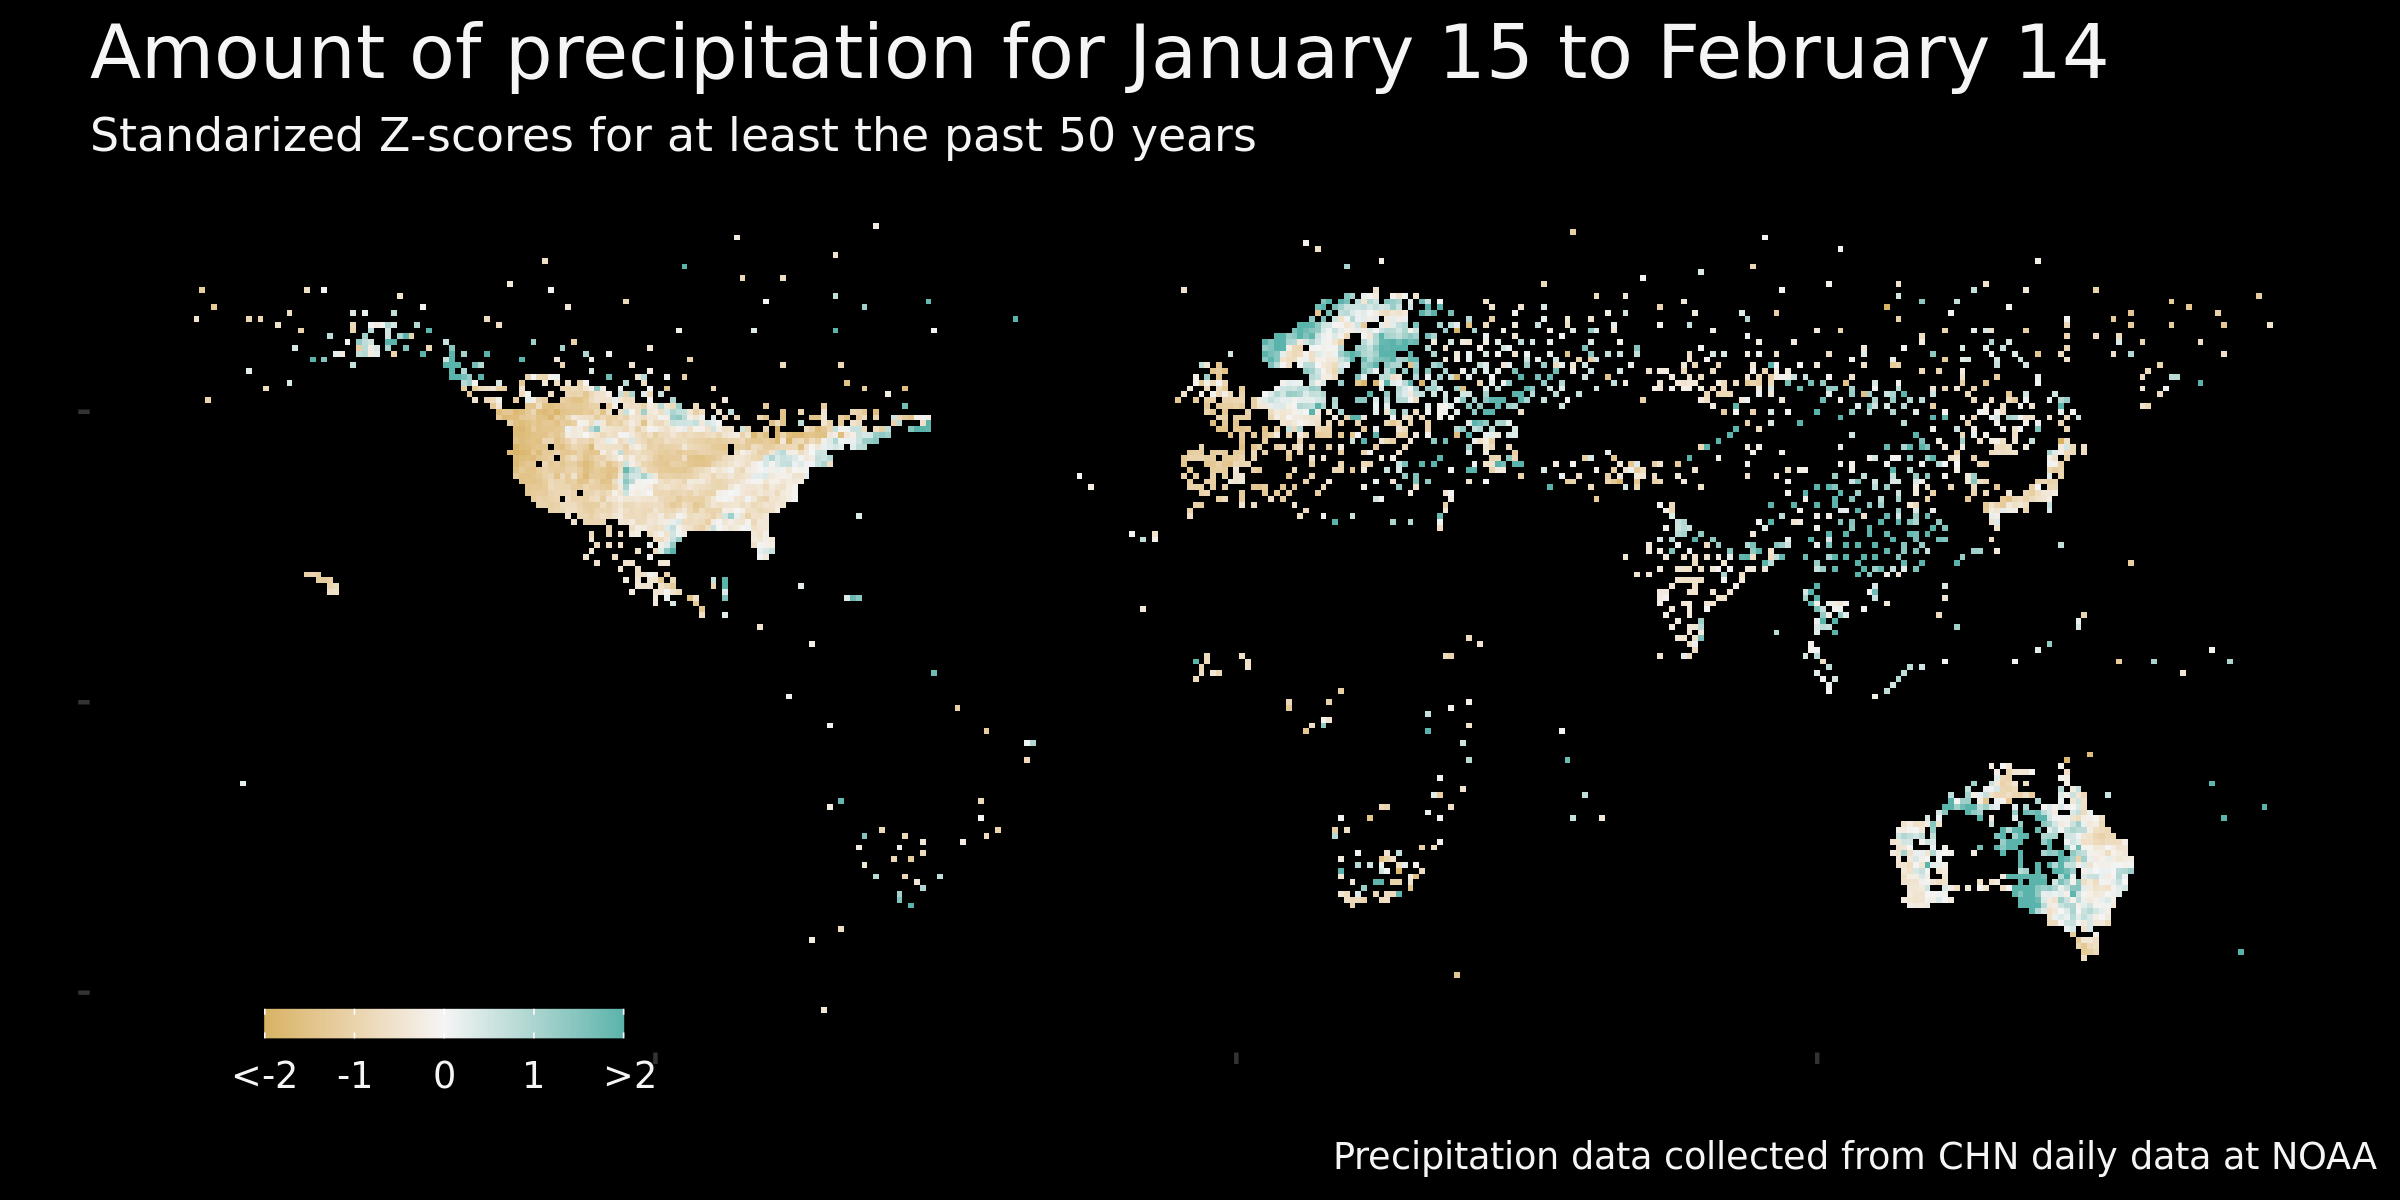 Amount of precipitation for January 15 to February 14
Standarized Z-scores for at least the past 50 years
<-2 -1 0 1 >2
Precipitation data collected from CHN daily data at NOAA